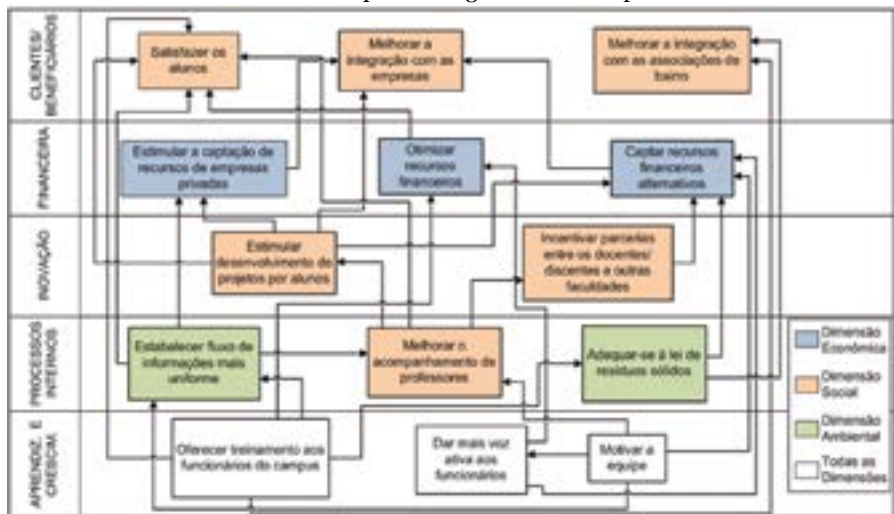 CLIENTES/
BENEFICIÁRIOS
Satisfazer os
alunos
Melhorar a
integração com as
empresas
Melhorar a integração
com as associações de
bairro
FINANCEIRA
Estimular a captação de
recursos de empresas
privadas
Otimizar
recursos
financeiros
Captar recursos
financeiros
alternativos
INOVAÇÃO
Estimular
desenvolvimento de
projetos por alunos
Incentivar parcerias
entre os docentes/
discentes e outras
faculdades
PROCESSOS
INTERNOS
Estabelecer fluxo de
informações mais
uniforme
Melhorar o
acompanhamento de
professores
Adequar-se à lei de
resíduos sólidos
APRENDIZ. E
CRESCIM.
Oferecer treinamento aos
funcionários do campus
Dar mais voz
ativa aos
funcionários
Motivar a
equipe
Dimensão
Econômica
Dimensão
Social
Dimensão
Ambiental
Todas as
Dimensões